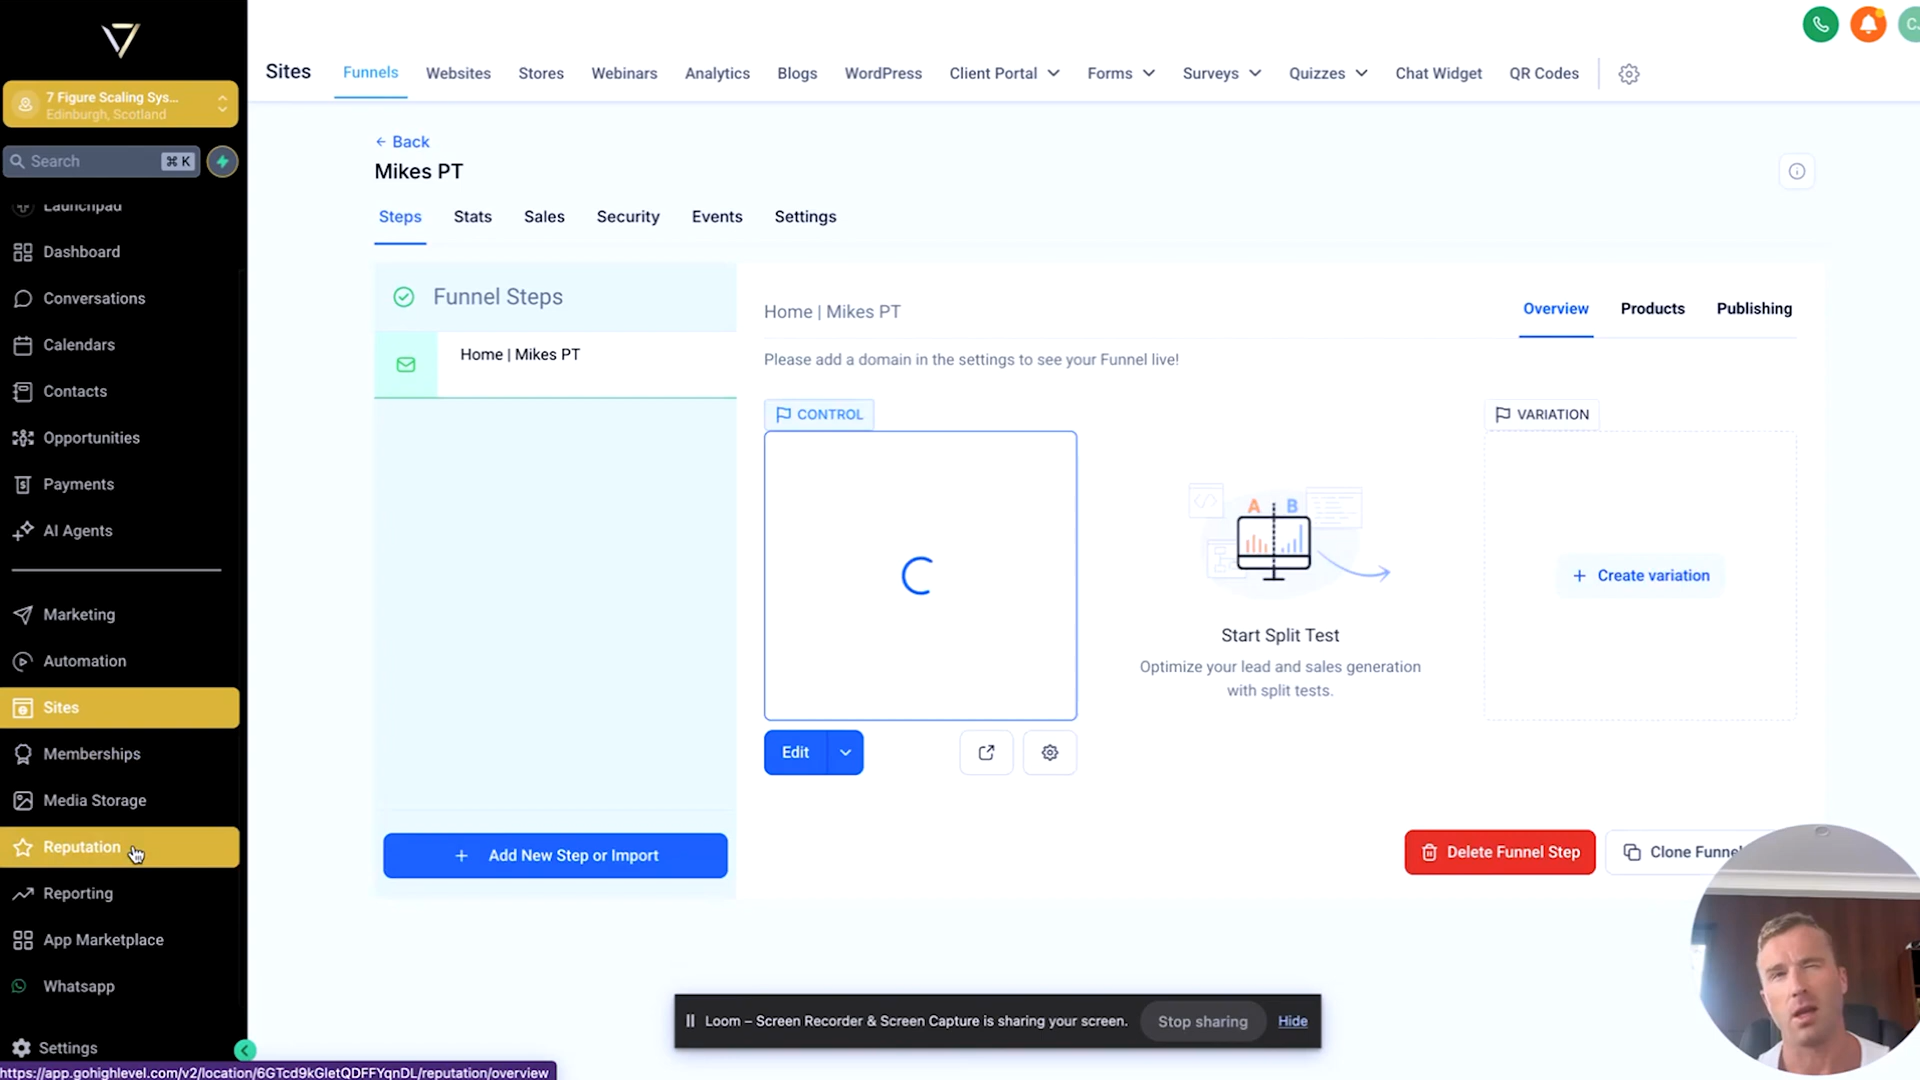 Sites
Funnels
Websites
Stores
Webinars
Analytics
Blogs
WordPress
Client Portal
Forms
Surveys
Quizzes
Chat Widget
QR Codes
7 Figure Scaling Sys...
Edinburgh, Scotland
Search
⌘ K
Launchpad
Dashboard
Conversations
Calendars
Contacts
Opportunities
Payments
AI Agents
Marketing
Automation
Sites
Memberships
Media Storage
Reputation
Reporting
App Marketplace
Whatsapp
Settings
https://app.gohighlevel.com/v2/location/6GTcd9kGletQDFFYqnDL/reputation/overview
← Back
Mikes PT
Steps
Stats
Sales
Security
Events
Settings
Funnel Steps
Home | Mikes PT
+ Add New Step or Import
Home | Mikes PT
Overview
Products
Publishing
Please add a domain in the settings to see your Funnel live!
CONTROL
Edit
A B
Start Split Test
Optimize your lead and sales generation
with split tests.
VARIATION
+ Create variation
Delete Funnel Step
Clone Funnel
Loom – Screen Recorder & Screen Capture is sharing your screen.
Stop sharing
Hide